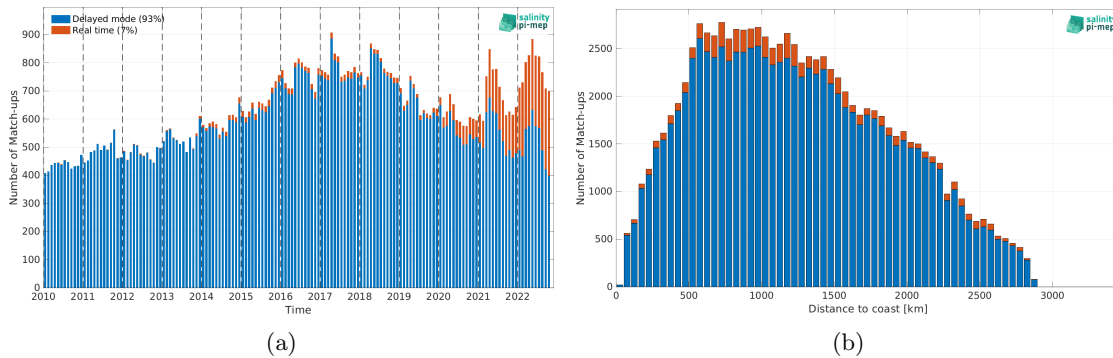 Delayed mode (93%)
Real time (7%)
salinity
pi-mep
900
800
700
600
500
400
300
200
100
0
Number of Match-ups
2010 2011 2012 2013 2014 2015 2016 2017 2018 2019 2020 2021 2022
Time
(a)
salinity
pi-mep
2500
2000
1500
1000
500
0
Number of Match-ups
0 500 1000 1500 2000 2500 3000
Distance to coast [km]
(b)